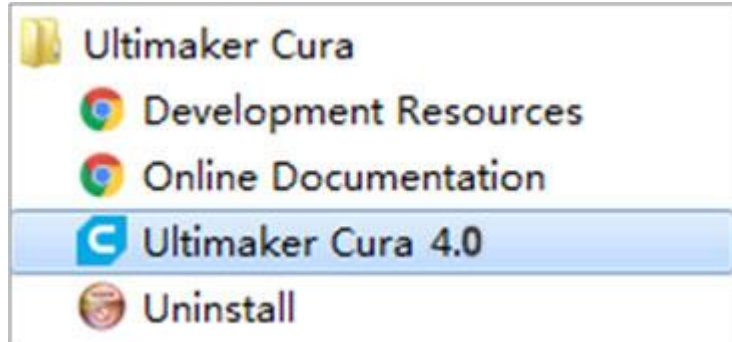 Ultimaker Cura
Development Resources
Online Documentation
Ultimaker Cura 4.0
Uninstall